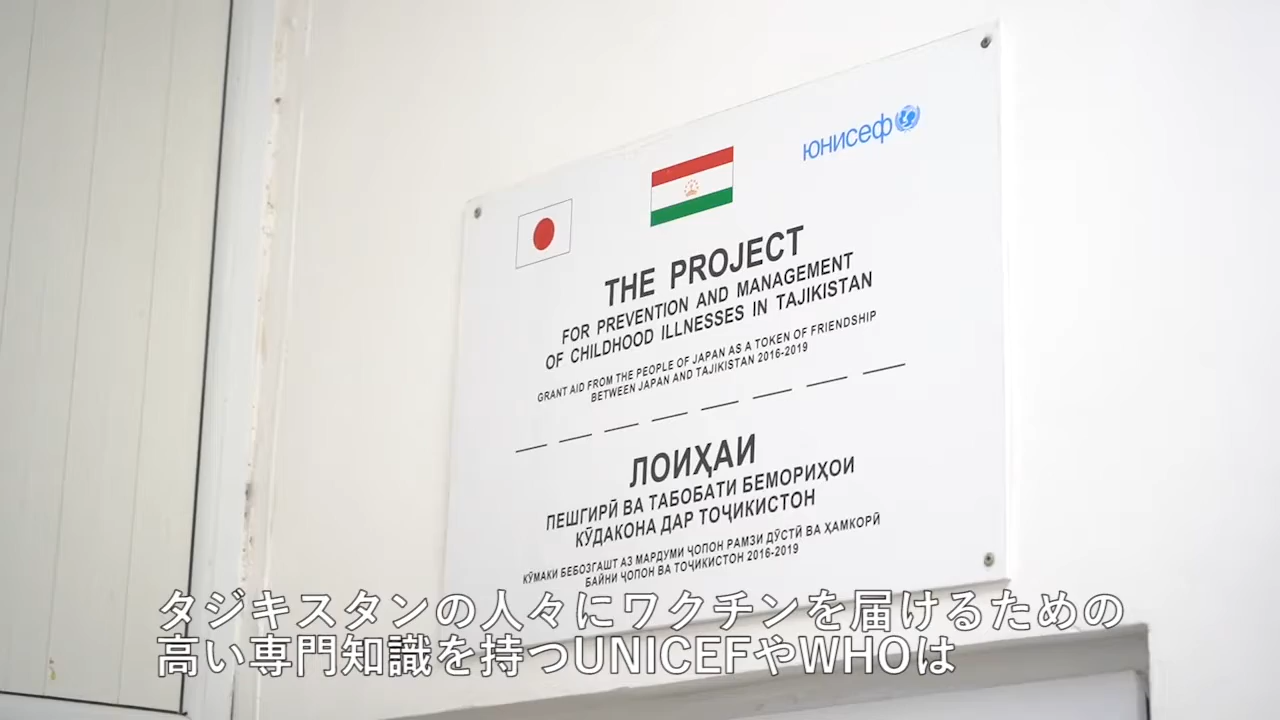 юнисеф
THE PROJECT
FOR PREVENTION AND MANAGEMENT
OF CHILDHOOD ILLNESSES IN TAJIKISTAN
GRANT AID FROM THE PEOPLE OF JAPAN AS A TOKEN OF FRIENDSHIP
BETWEEN JAPAN AND TAJIKISTAN 2016-2019
ЛОИҲАИ
ПЕШГИРӢ ВА ТАБОБАТИ БЕМОРИҲОИ
КӮДАКОНА ДАР ТОҶИКИСТОН
КӮМАКИ БЕБОЗГАШТ АЗ МАРДУМИ ҶОПОН РАМЗИ ДӮСТӢ ВА ҲАМКОРӢ
БАЙНИ ҶОПОН ВА ТОҶИКИСТОН 2016-2019
タジキスタンの人々にワクチンを届けるための
高い専門知識を持つUNICEFやWHOは